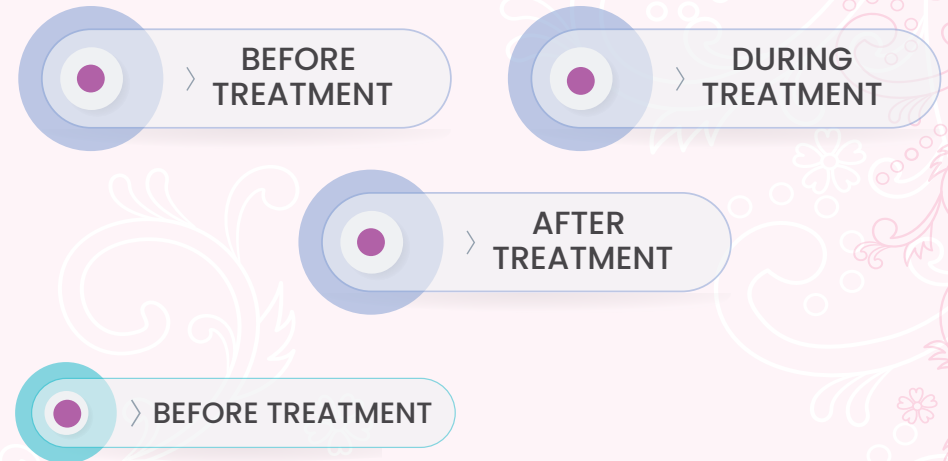 BEFORE
TREATMENT
DURING
TREATMENT
AFTER
TREATMENT
BEFORE TREATMENT